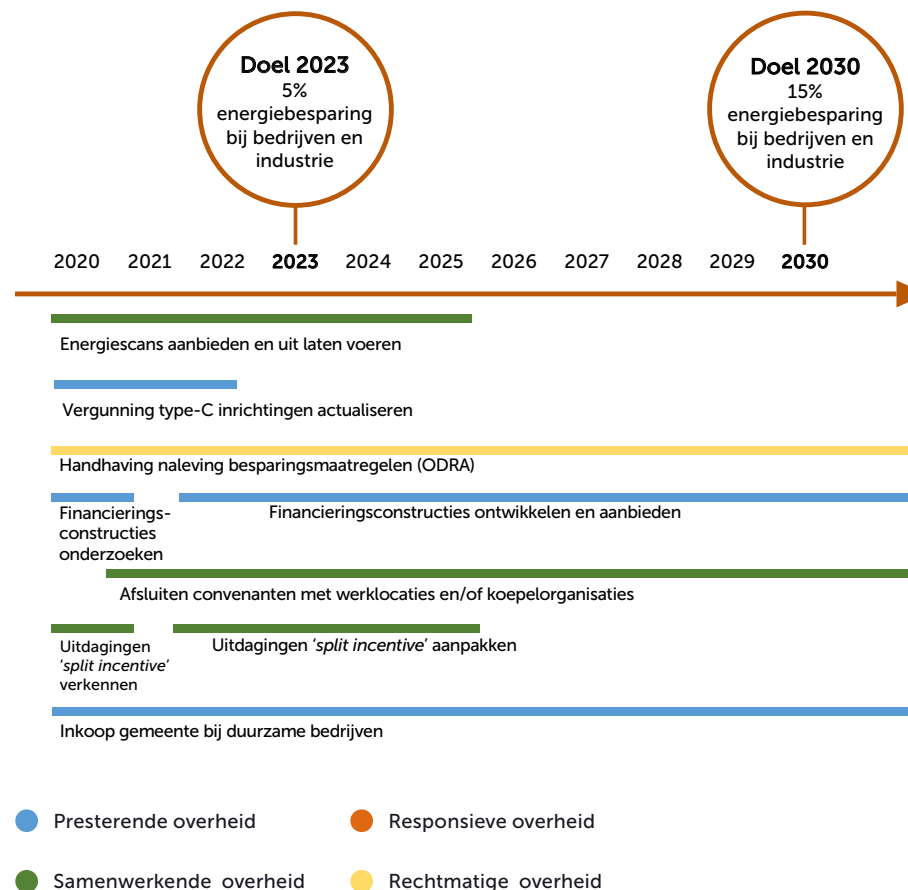 Doel 2023
5%
energiebesparing
bij bedrijven en
industrie
Doel 2030
15%
energiebesparing
bij bedrijven en
industrie
2020 2021 2022 2023 2024 2025 2026 2027 2028 2029 2030
Energiescans aanbieden en uit laten voeren
Vergunning type-C inrichtingen actualiseren
Handhaving naleving besparingsmaatregelen (ODRA)
Financierings-
constructies
onderzoeken
Financieringsconstructies ontwikkelen en aanbieden
Afsluiten convenanten met werklocaties en/of koepelorganisaties
Uitdagingen
'split incentive'
verkennen
Uitdagingen 'split incentive' aanpakken
Inkoop gemeente bij duurzame bedrijven
Presterende overheid
Responsieve overheid
Samenwerkende overheid
Rechtmatige overheid